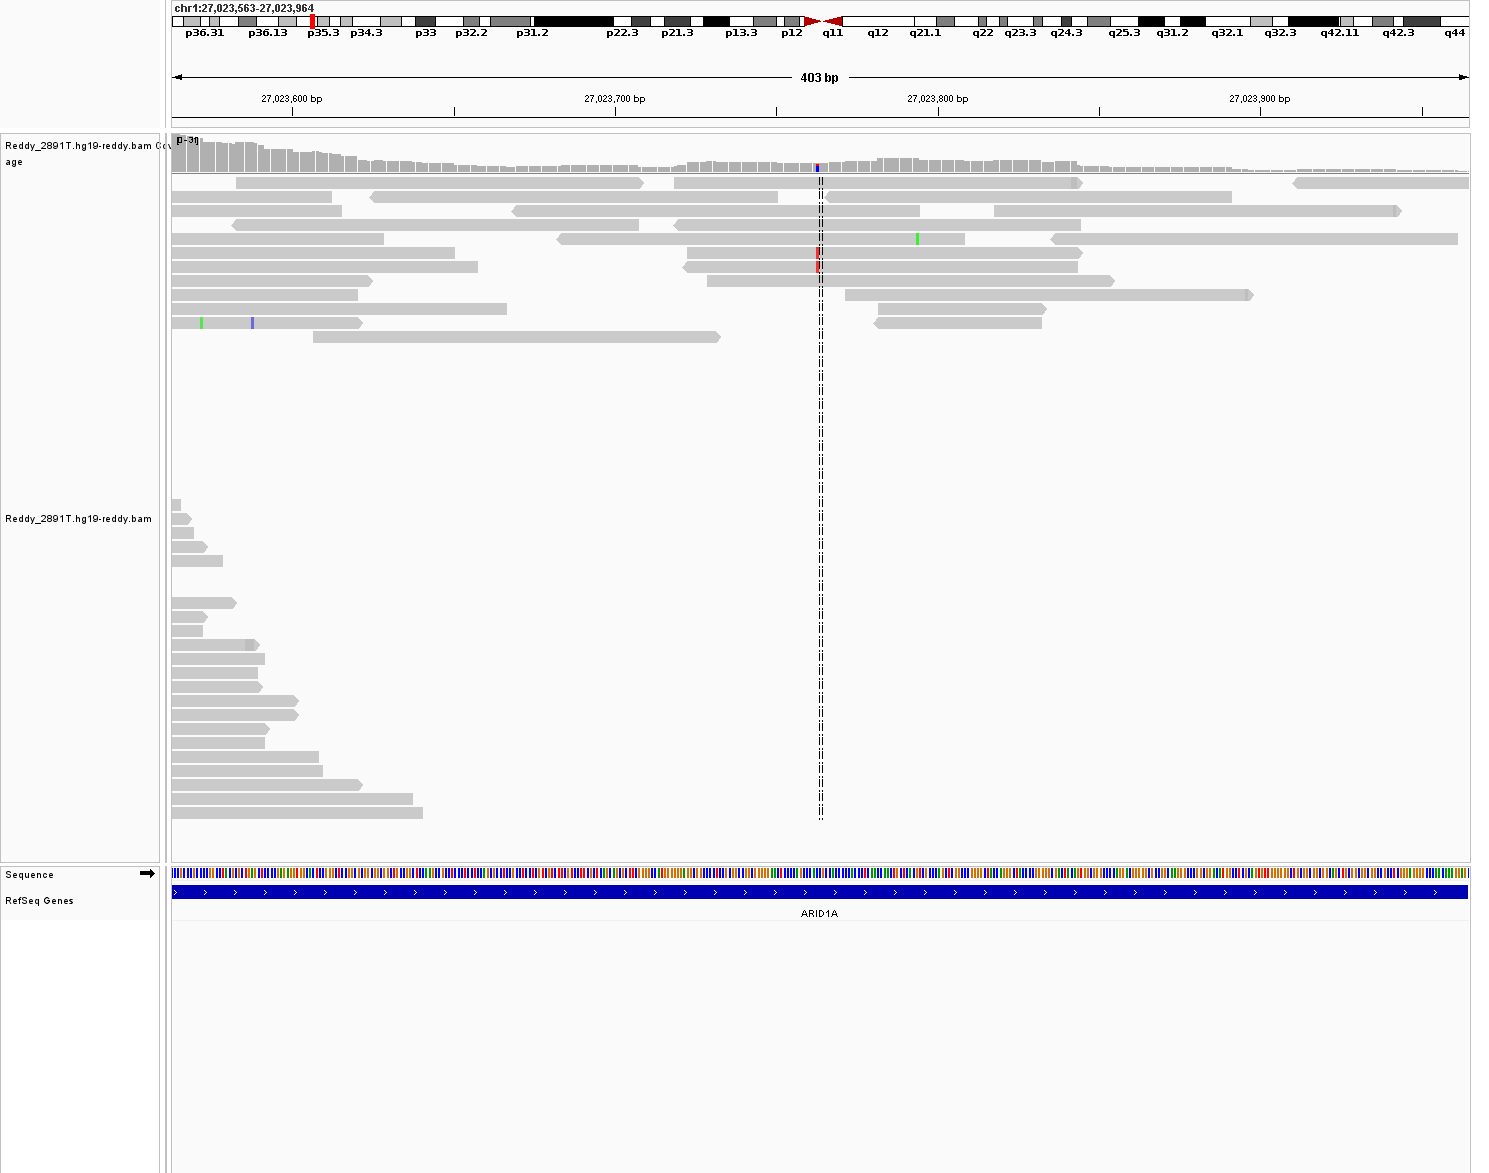 chr1:27,023,563-27,023,964
p36.31 p36.13 p35.3 p34.3 p33 p32.2 p31.2 p22.3 p21.3 p13.3 p12 q11 q12 q21.1 q22 q23.3 q24.3 q25.3 q31.2 q32.1 q32.3 q42.11 q42.3 q44
403 bp
27,023,600 bp 27,023,700 bp 27,023,800 bp 27,023,900 bp
Reddy_2891T.hg19-reddy.bam
age
Reddy_2891T.hg19-reddy.bam
Sequence
RefSeq Genes
ARID1A